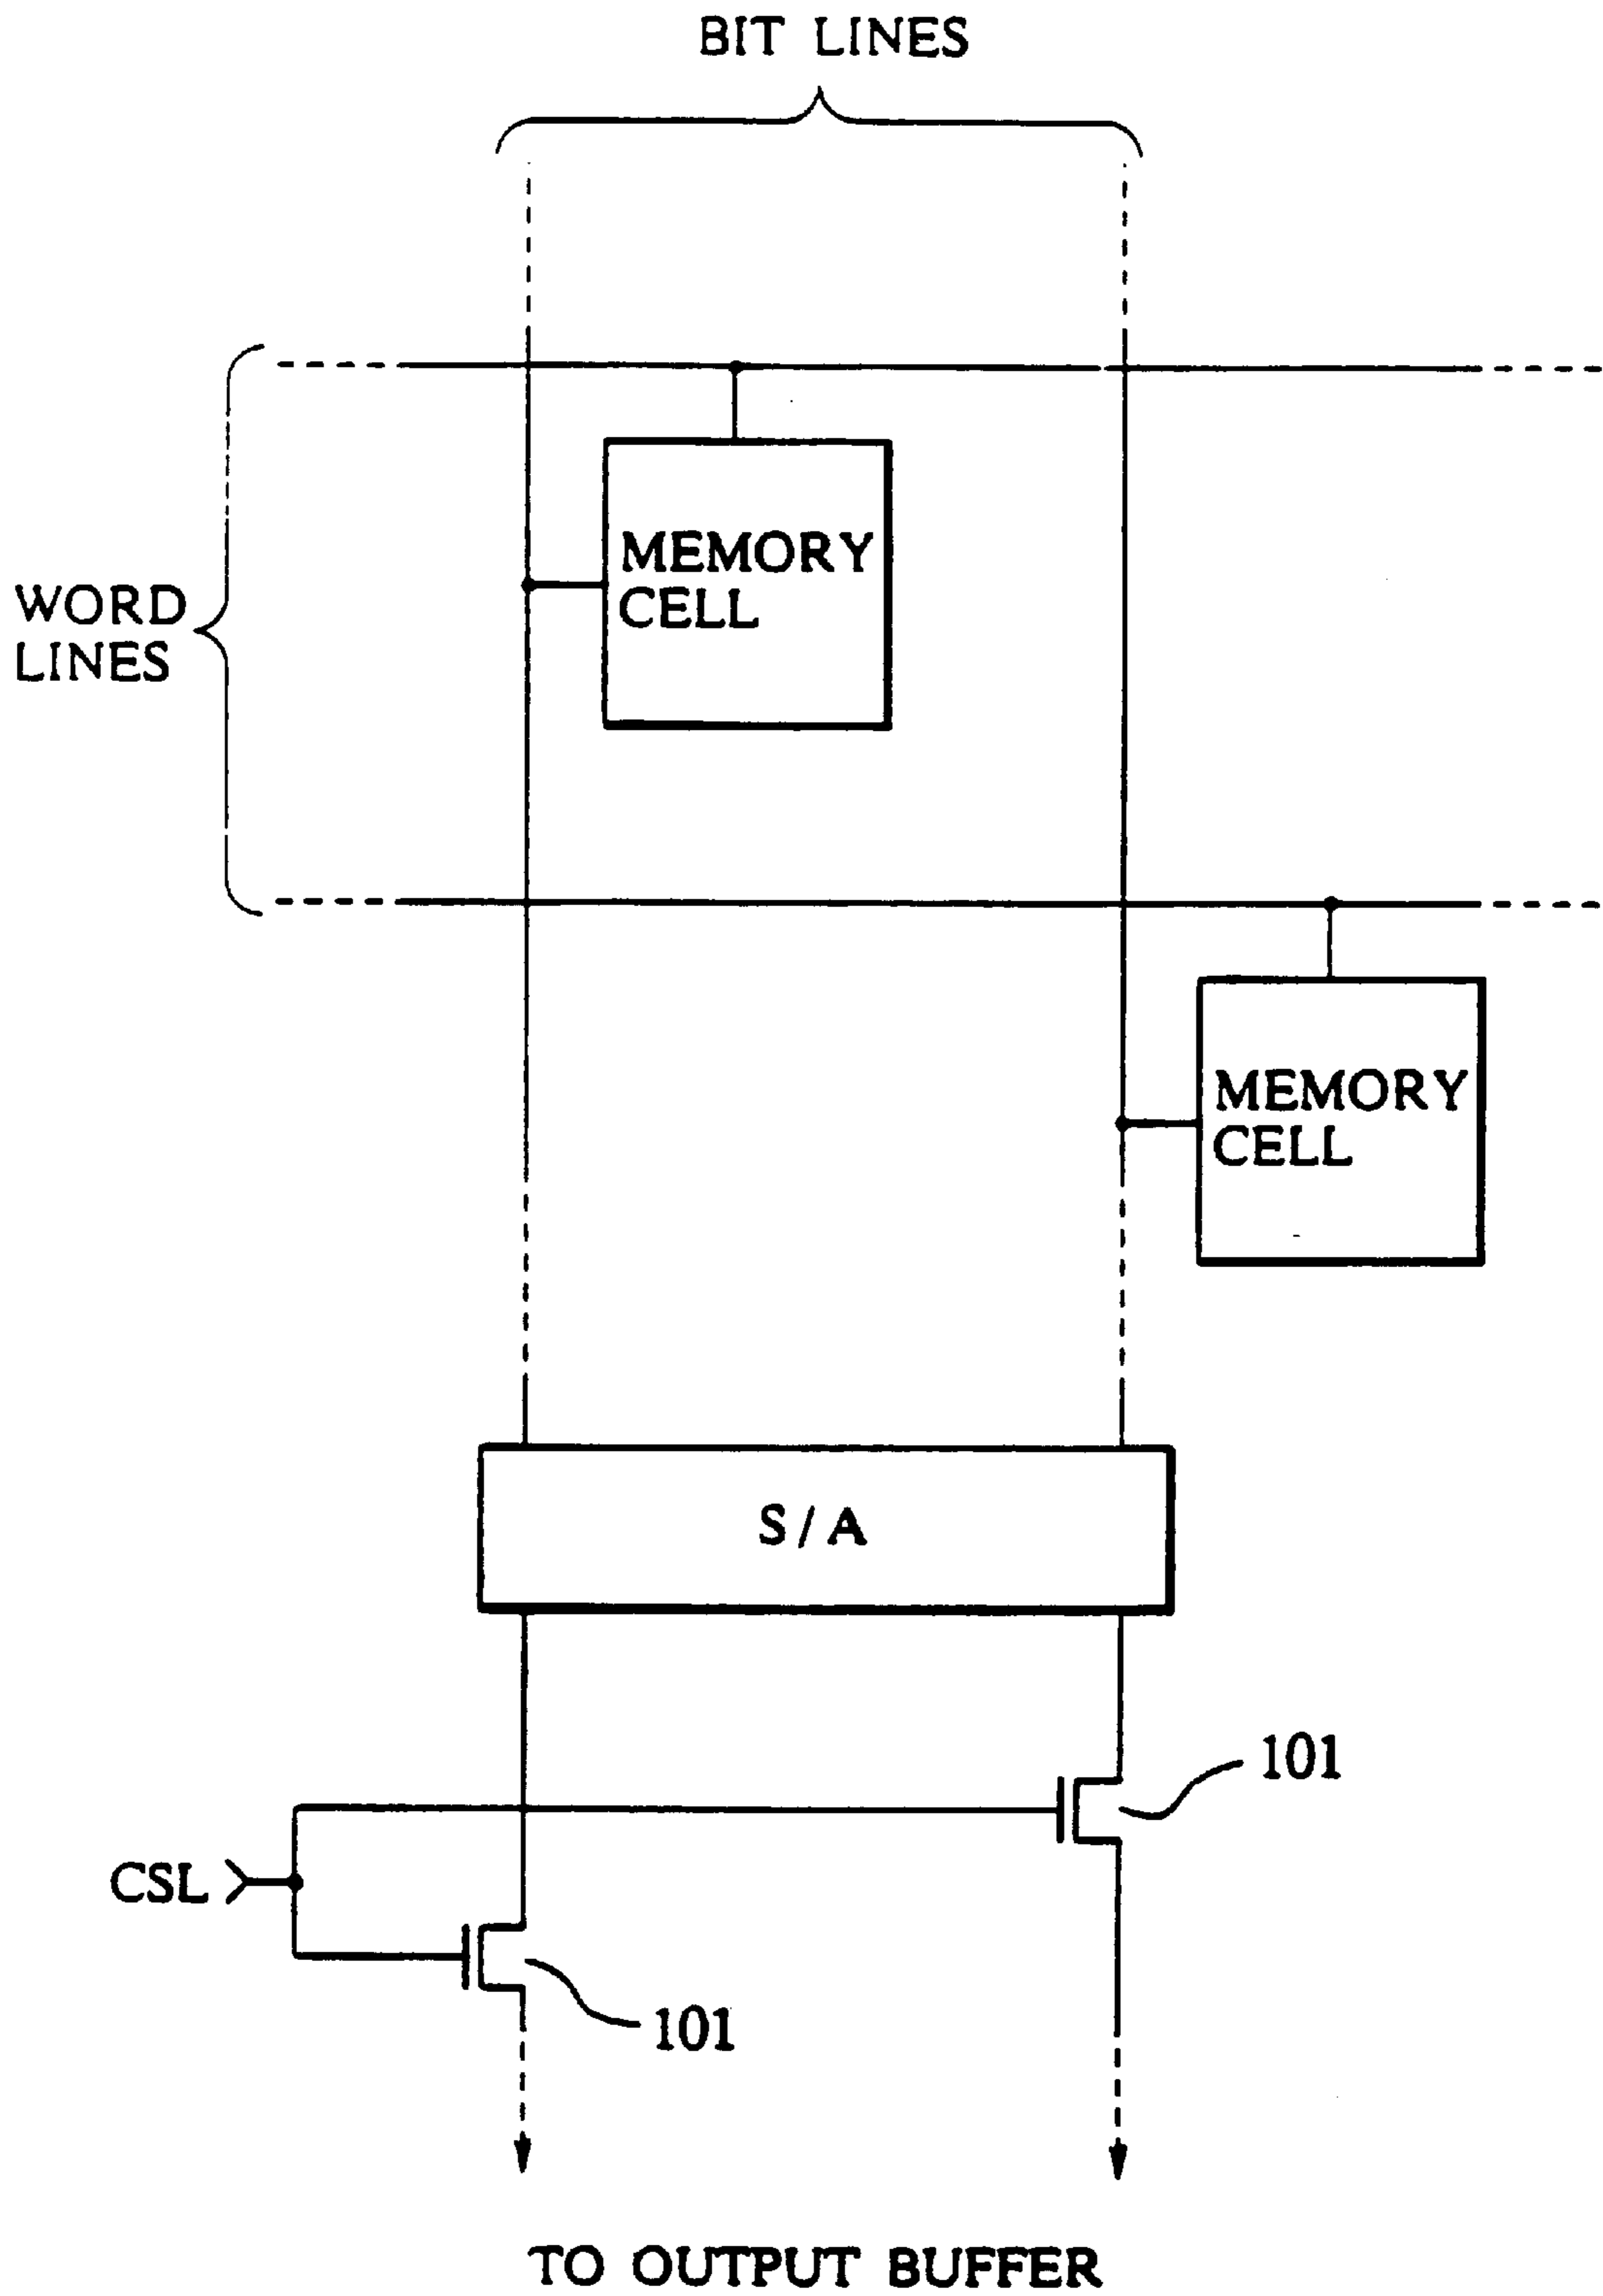 BIT LINES
MEMORY
CELL
WORD
LINES
MEMORY
CELL
S/A
101
CSL
101
TO OUTPUT BUFFER